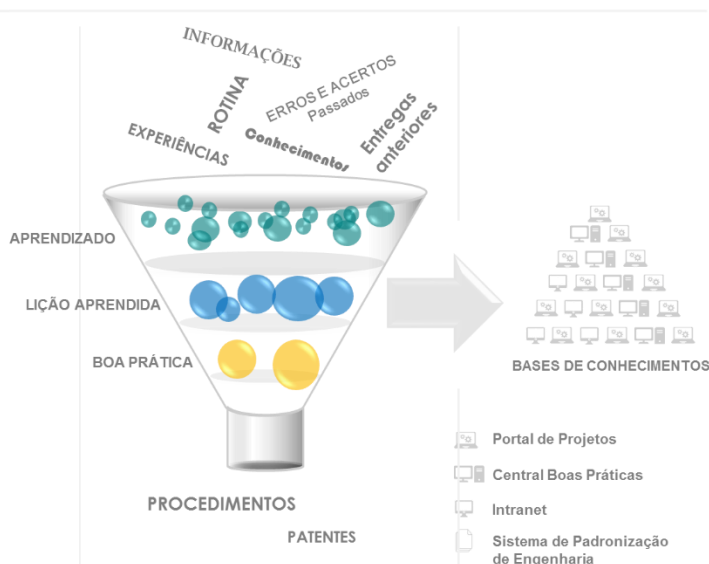 INFORMAÇÕES
ROTINA
ERROS E ACERTOS
Passados
Entregas
anteriores
EXPERIÊNCIAS
Conhecimentos
APRENDIZADO
LIÇÃO APRENDIDA
BOA PRÁTICA
BASES DE CONHECIMENTOS
Portal de Projetos
Central Boas Práticas
Intranet
Sistema de Padronização
de Engenharia
PROCEDIMENTOS
PATENTES